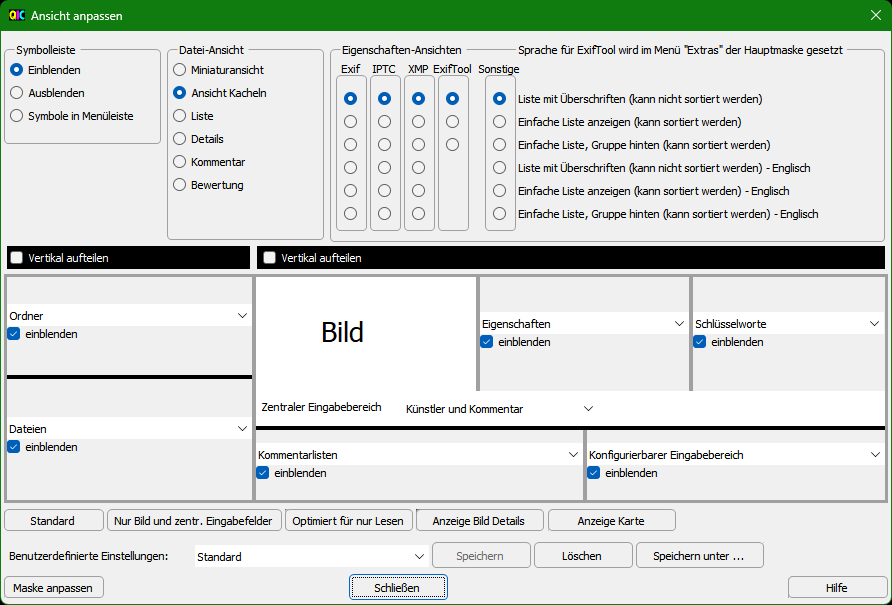 QIC Ansicht anpassen
Symbolleiste
Einblenden
Ausblenden
Symbole in Menüleiste
Datei-Ansicht
Miniaturansicht
Ansicht Kacheln
Liste
Details
Kommentar
Bewertung
Eigenschaften-Ansichten
Sprache für ExifTool wird im Menü "Extras" der Hauptmaske gesetzt
Exif IPTC XMP ExifTool Sonstige
Liste mit Überschriften (kann nicht sortiert werden)
Einfache Liste anzeigen (kann sortiert werden)
Einfache Liste, Gruppe hinten (kann sortiert werden)
Liste mit Überschriften (kann nicht sortiert werden) - Englisch
Einfache Liste anzeigen (kann sortiert werden) - Englisch
Einfache Liste, Gruppe hinten (kann sortiert werden) - Englisch
Vertikal aufteilen
Vertikal aufteilen
Ordner
einblenden
Dateien
einblenden
Bild
Eigenschaften
einblenden
Schlüsselworte
einblenden
Zentraler Eingabebereich Künstler und Kommentar
Kommentarlisten
einblenden
Konfigurierbarer Eingabebereich
einblenden
Standard Nur Bild und zentr. Eingabefelder Optimiert für nur Lesen Anzeige Bild Details Anzeige Karte
Benutzerdefinierte Einstellungen: Standard Speichern Löschen Speichern unter ...
Maske anpassen Schließen Hilfe